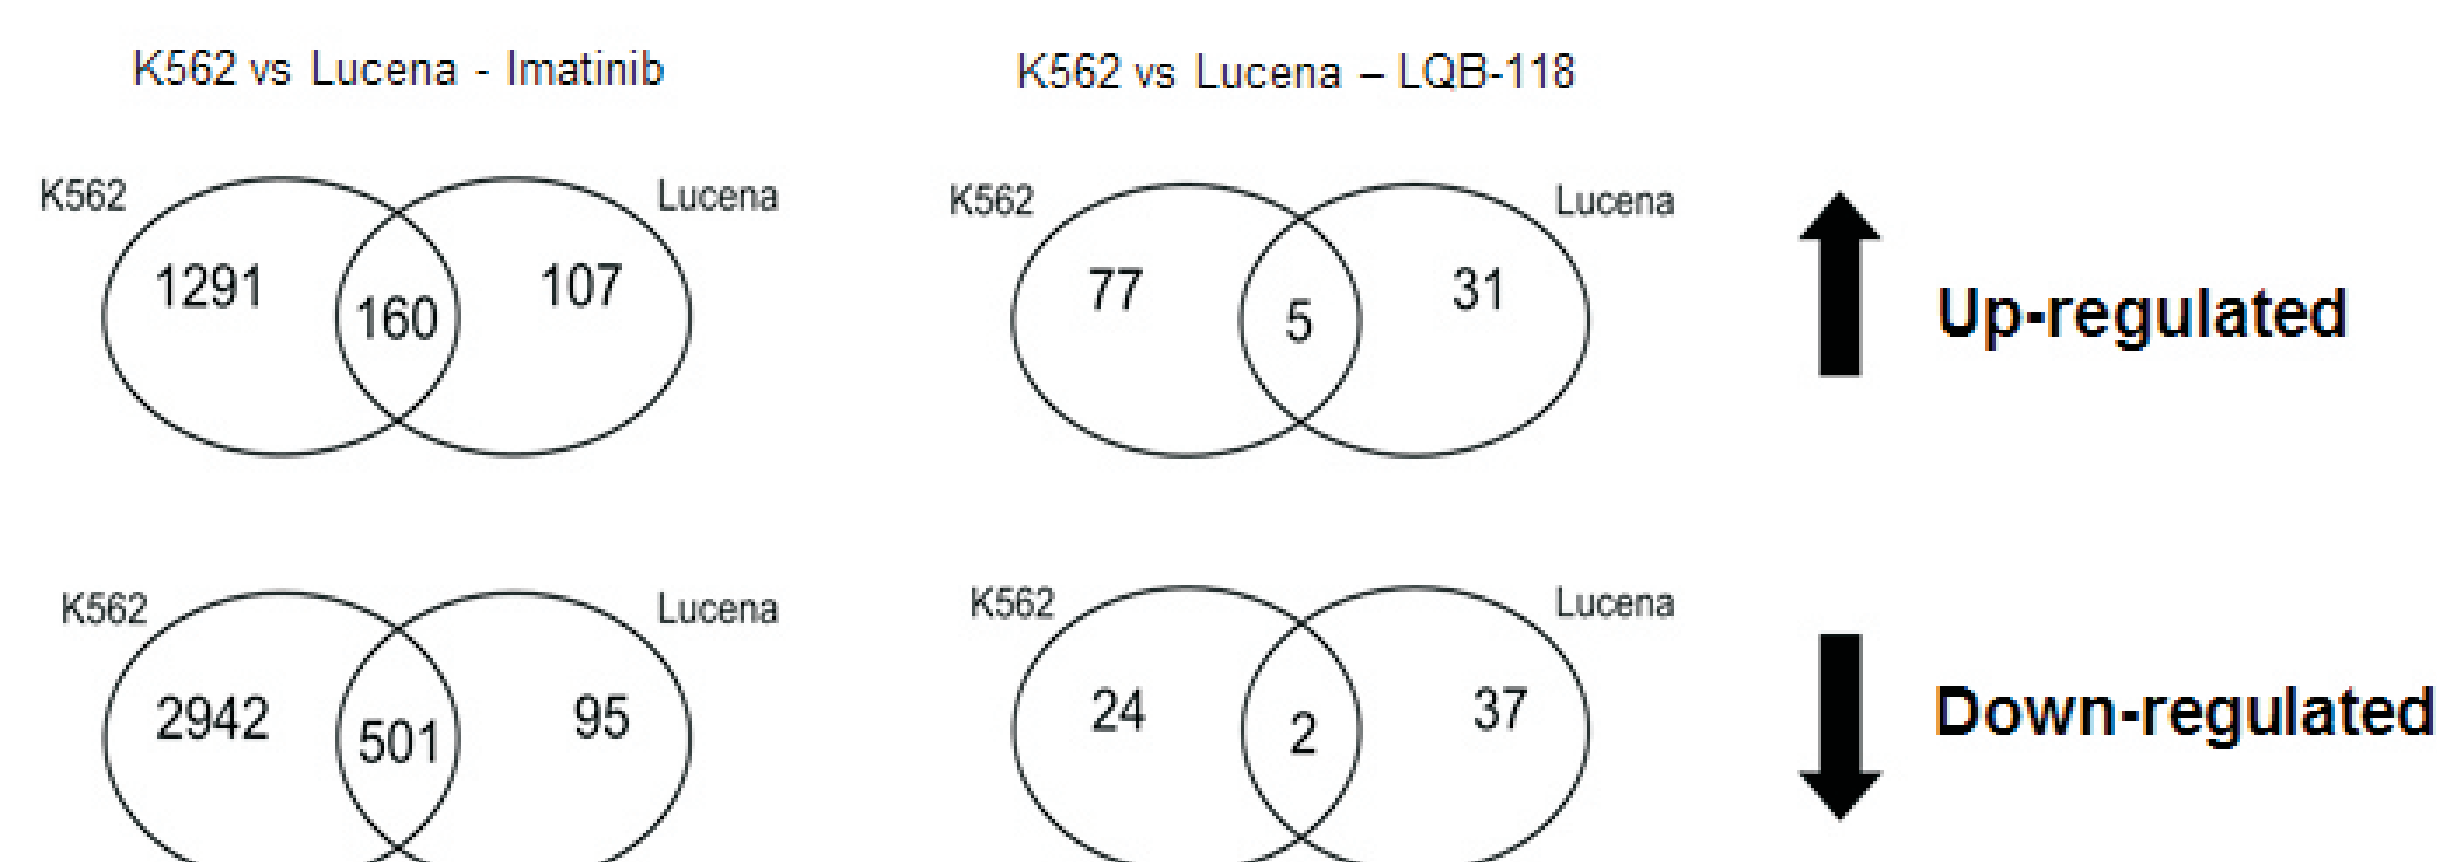 K562 vs Lucena - Imatinib
K562 vs Lucena – LQB-118
K562
Lucena
1291
160
107
K562
Lucena
77
5
31
Up-regulated
K562
Lucena
2942
501
95
K562
Lucena
24
2
37
Down-regulated